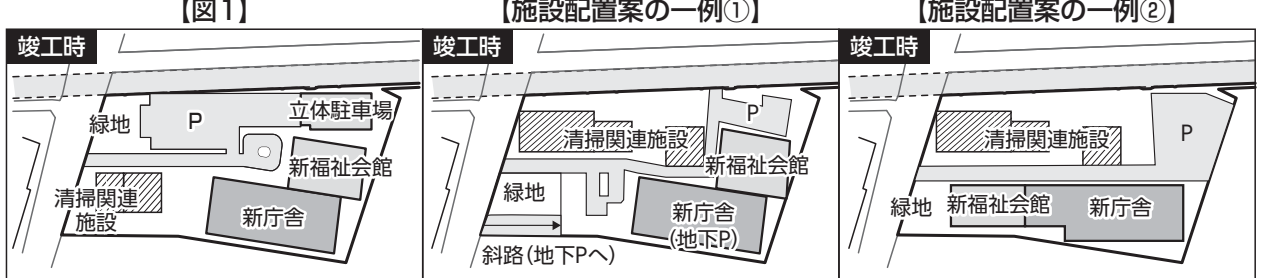 【図1】
竣工時
緑地
P
立体駐車場
新福祉会館
清掃関連
施設
新庁舎
【施設配置案の一例①】
竣工時
P
清掃関連施設
新福祉会館
緑地
新庁舎
(地下P)
斜路(地下Pへ)
【施設配置案の一例②】
竣工時
清掃関連施設
P
緑地
新福祉会館
新庁舎